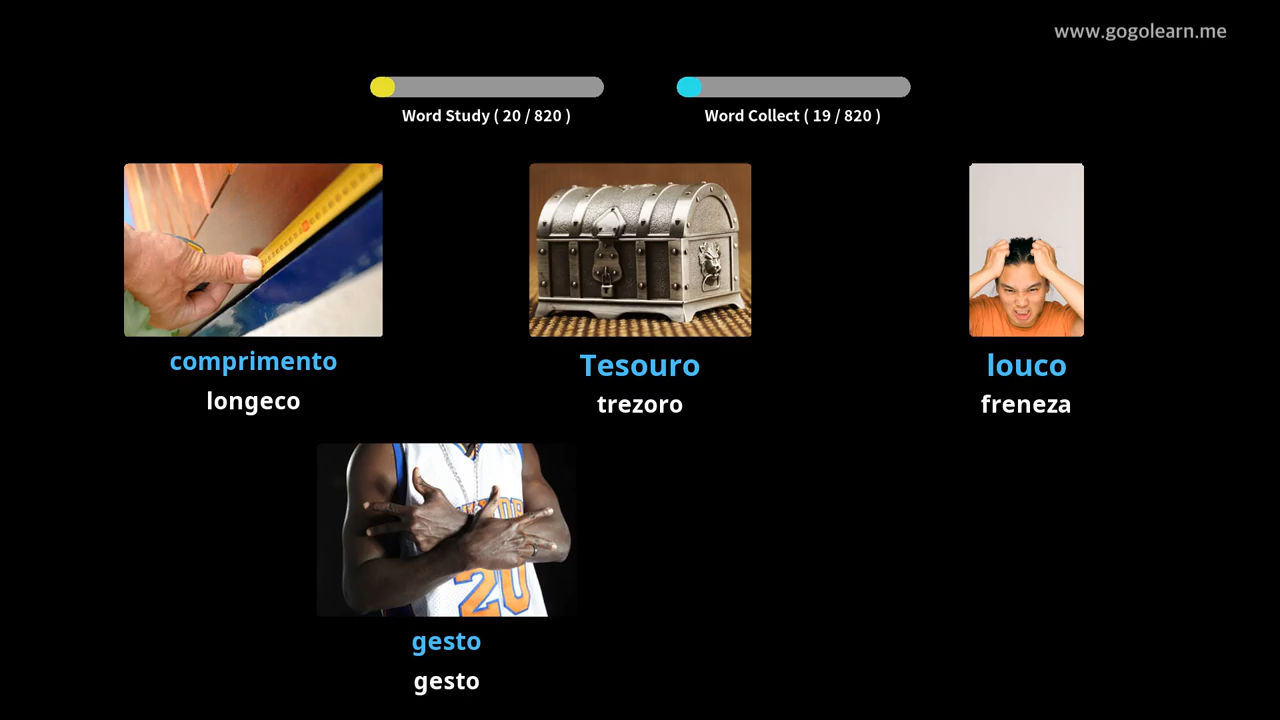 www.gogolearn.me
Word Study ( 20 / 820 )
Word Collect ( 19 / 820 )
comprimento
longeco
Tesouro
trezoro
louco
freneza
20
gesto
gesto